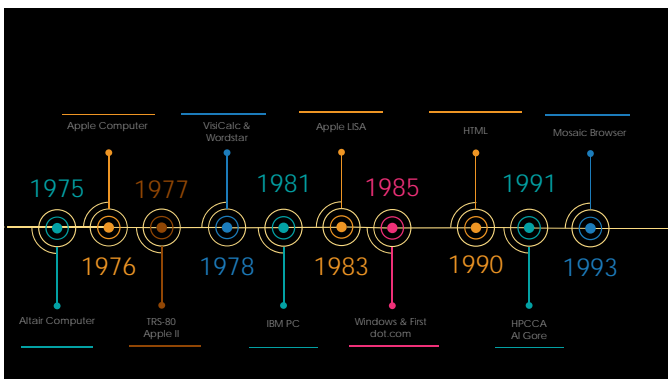 Apple Computer
VisiCalc &
Wordstar
Apple LISA
HTML
Mosaic Browser
1975
1977
1981
1985
1991
1976
1978
1983
1990
1993
Altair Computer
TRS-80
Apple II
IBM PC
Windows & First
dot.com
HPCCA
Al Gore